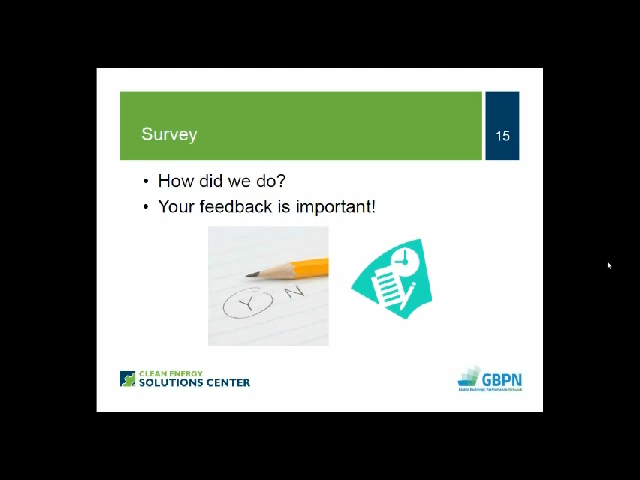 Survey
15
• How did we do?
• Your feedback is important!
Y N
CLEAN ENERGY
SOLUTIONS CENTER
GBPN